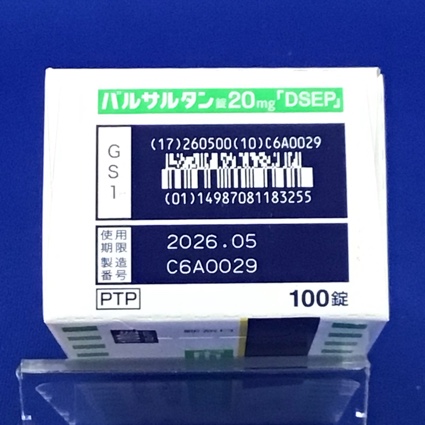 バルサルタン錠20mg「DSEP」
GS1
(17)260500(10)C6A0029
(01)14987081183255
使用期限 2026.05
製造番号 C6A0029
PTP 100錠